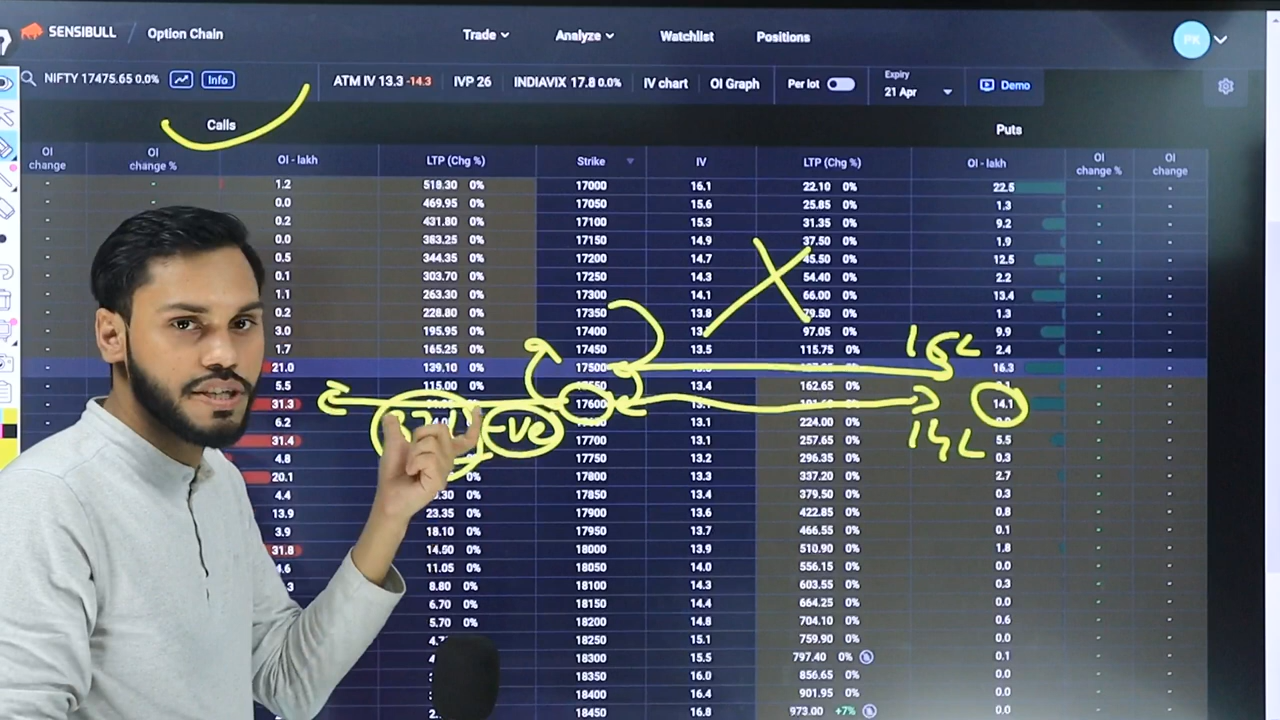 SENSIBULL / Option Chain Trade Analyze Watchlist Positions PK
NIFTY 17475.65 0.0% Info ATM IV 13.3 -14.3 IVP 26 INDIAVIX 17.8 0.0% IV chart OI Graph Per lot Expiry 21 Apr Demo
Calls Puts
OI change OI change % OI - lakh LTP (Chg %) Strike IV LTP (Chg %) OI - lakh OI change % OI change
- - 1.2 518.30 0% 17000 16.1 22.10 0% 22.5 - -
- - 0.0 469.95 0% 17050 15.6 25.85 0% 1.3 - -
- 0.2 431.80 0% 17100 15.3 31.35 0% 9.2 - -
- 0.0 383.25 0% 17150 14.9 37.50 0% 1.9 - -
- 0.5 344.35 0% 17200 14.7 45.50 0% 12.5 - -
- 0.1 303.70 0% 17250 14.3 54.40 0% 2.2 - -
- 1.1 263.30 0% 17300 14.1 66.00 0% 13.4 - -
- 0.2 228.80 0% 17350 13.8 79.50 0% 1.3 - -
- 3.0 195.95 0% 17400 97.05 0% 9.9 - -
- 1.7 165.25 0% 17450 13.5 115.75 0% 16L 2.4 - -
- 21.0 139.10 0% 17500 0% 16.3 - -
- 5.5 115.00 0% 13.4 162.65 0% - -
- 31.3 17600 0% 14.1 - -
6.2 0% -ve 13.1 224.00 0% - -
31.4 17700 13.1 257.65 0% 14L 5.5 - -
4.8 17750 13.2 296.35 0% 0.3 - -
20.1 0% 17800 13.3 337.20 0% 2.7 - -
4.4 0% 17850 13.4 379.50 0% 0.3 - -
13.9 23.35 0% 17900 13.6 422.85 0% 0.8 - -
3.9 18.10 0% 17950 13.7 466.55 0% 0.1 - -
31.8 14.50 0% 18000 13.9 510.90 0% 1.8 - -
11.05 0% 18050 14.0 556.15 0% 0.0 - -
8.80 0% 18100 14.3 603.55 0% 0.3 - -
6.70 0% 18150 14.4 664.25 0% 0.0 - -
5.70 0% 18200 14.8 704.10 0% 0.6 - -
18250 15.1 759.90 0% 0.0 - -
18300 15.5 797.40 0% 0.1 - -
18350 16.0 856.65 0% 0.0 - -
18400 16.4 901.95 0% 0.0 - -
18450 16.8 973.00 +7% 0.0 - -